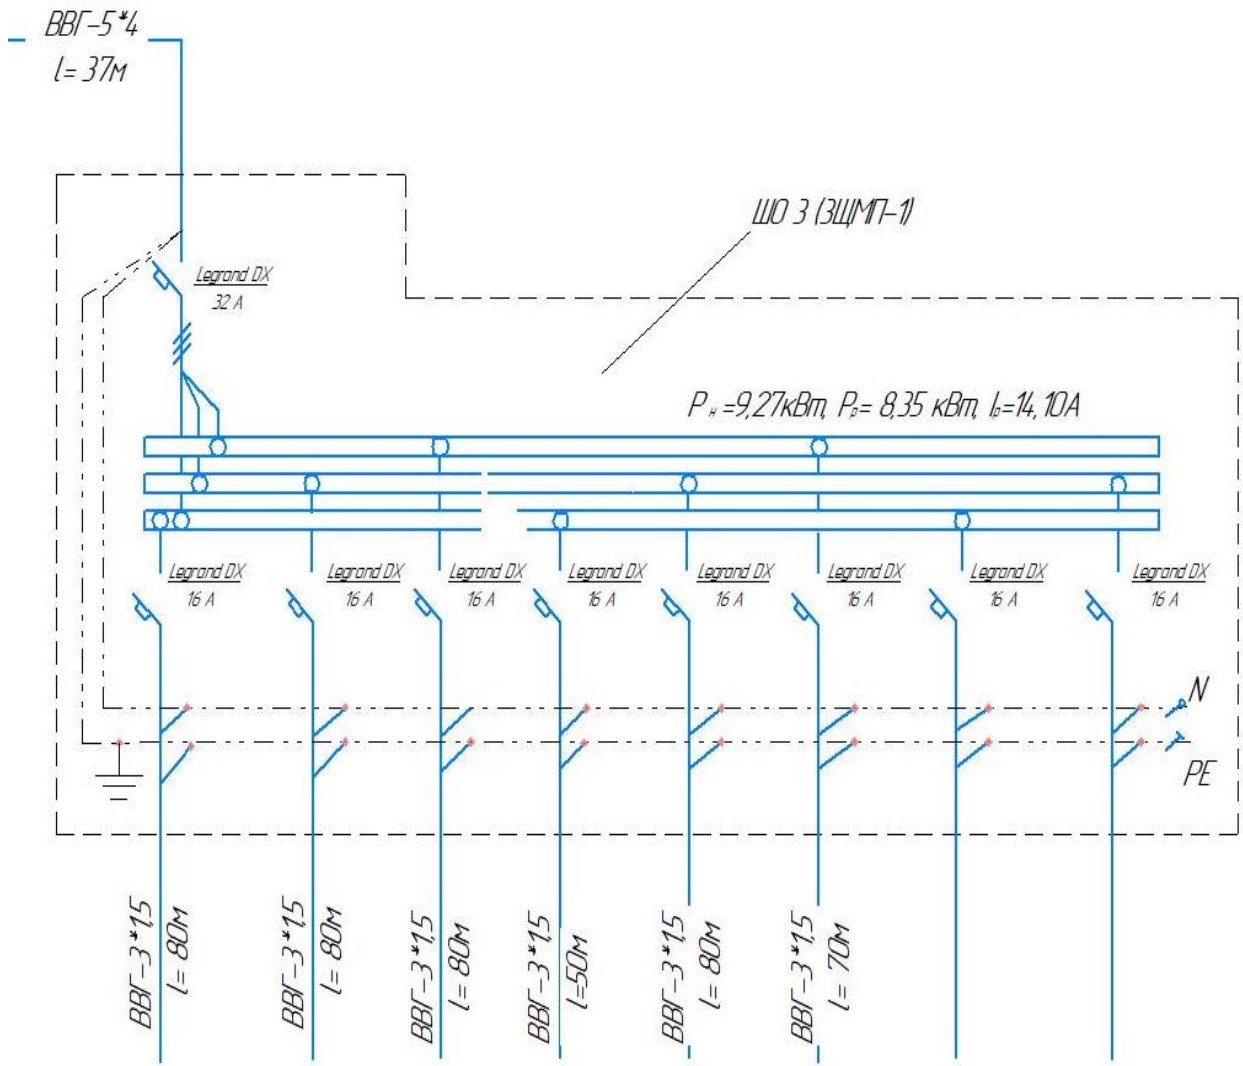 ВВГ-5*4
l= 37м
ШО 3 (ЗЩМП-1)
Legrand DX
32 А
Pн =9,27кВт, Pр= 8,35 кВт, Iр=14,10А
Legrand DX
16 А
Legrand DX
16 А
Legrand DX
16 А
Legrand DX
16 А
Legrand DX
16 А
Legrand DX
16 А
Legrand DX
16 А
Legrand DX
16 А
N
PE
ВВГ-3*1,5
l= 80м
ВВГ-3*1,5
l= 80м
ВВГ-3*1,5
l= 80м
ВВГ-3*1,5
l=50м
ВВГ-3*1,5
l= 80м
ВВГ-3*1,5
l= 70м